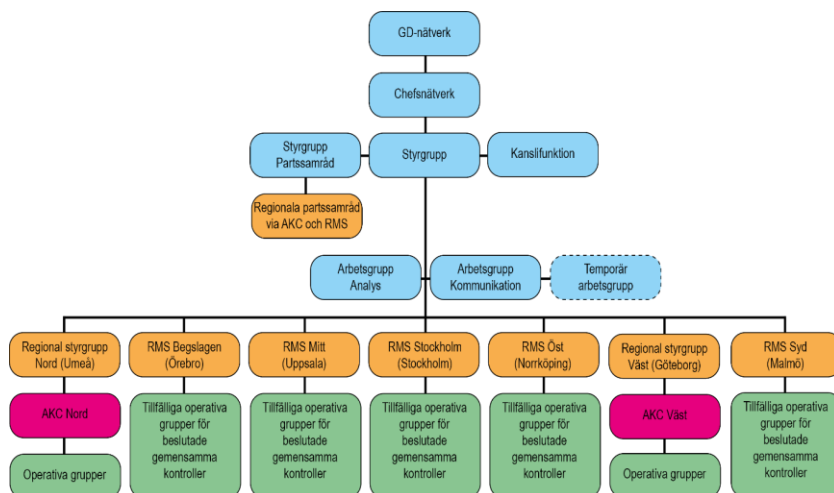 GD-nätverk
Chefsnätverk
Styrgrupp
Partssamråd
Styrgrupp
Kanslifunktion
Regionala partssamråd
via AKC och RMS
Arbetsgrupp
Analys
Arbetsgrupp
Kommunikation
Temporär
arbetsgrupp
Regional styrgrupp
Nord (Umeå)
RMS Begslagen
(Örebro)
RMS Mitt
(Uppsala)
RMS Stockholm
(Stockholm)
RMS Öst
(Norrköping)
Regional styrgrupp
Väst (Göteborg)
RMS Syd
(Malmö)
AKC Nord
Tillfälliga operativa
grupper för
beslutade
gemensamma
kontroller
Tillfälliga operativa
grupper för
beslutade
gemensamma
kontroller
Tillfälliga operativa
grupper för
beslutade
gemensamma
kontroller
Tillfälliga operativa
grupper för
beslutade
gemensamma
kontroller
AKC Väst
Tillfälliga operativa
grupper för
beslutade
gemensamma
kontroller
Operativa grupper
Operativa grupper